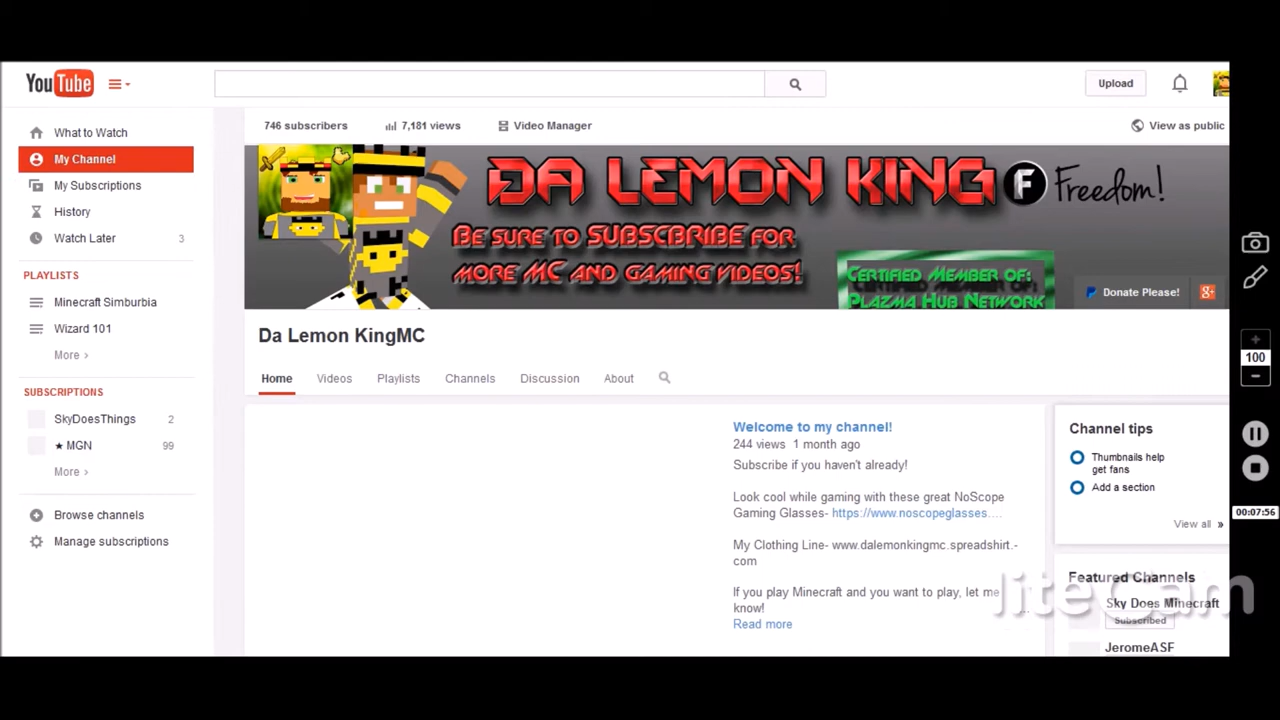 YouTube
Upload
What to Watch
My Channel
My Subscriptions
History
Watch Later 3
PLAYLISTS
Minecraft Simburbia
Wizard 101
More >
SUBSCRIPTIONS
SkyDoesThings 2
★ MGN 99
More >
Browse channels
Manage subscriptions
746 subscribers 7,181 views Video Manager View as public
DA LEMON KING F Freedom!
BE SURE TO SUBSCBRIBE FOR
MORE MC AND GAMING VIDEOS!
CERTIFIED MEMBER OF:
PLAZMA HUB NETWORK
Donate Please! g+
Da Lemon KingMC
Home Videos Playlists Channels Discussion About
Welcome to my channel!
244 views 1 month ago
Subscribe if you haven't already!
Look cool while gaming with these great NoScope
Gaming Glasses- https://www.noscopeglasses....
My Clothing Line- www.dalemonkingmc.spreadshirt.-
com
If you play Minecraft and you want to play, let me
know!
...
Read more
Channel tips
Thumbnails help
get fans
Add a section
View all »
Featured Channels
Sky Does Minecraft
Subscribed
JeromeASF
liteCam
+
100
−
00:07:56